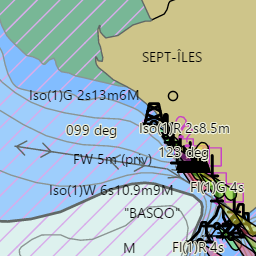 SEPT-ÎLES
Iso(1)G 2s13m6M
Iso(1)R 2s8.5m
099 deg
123 deg
FW 5m (priv)
Fl(1)G 4s
Iso(1)W 6s10.9m9M
"BASQO"
M
Fl(1)R 4s